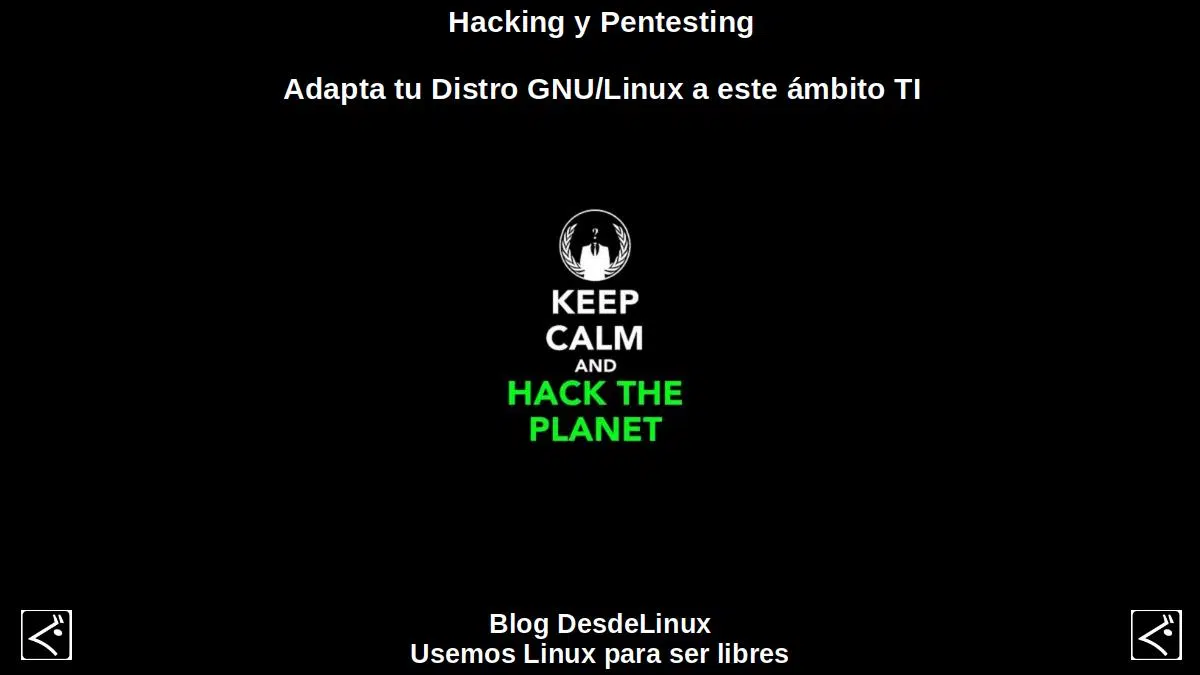 Hacking y Pentesting
Adapta tu Distro GNU/Linux a este ámbito TI
?
KEEP
CALM
AND
HACK THE
PLANET
Blog DesdeLinux
Usemos Linux para ser libres